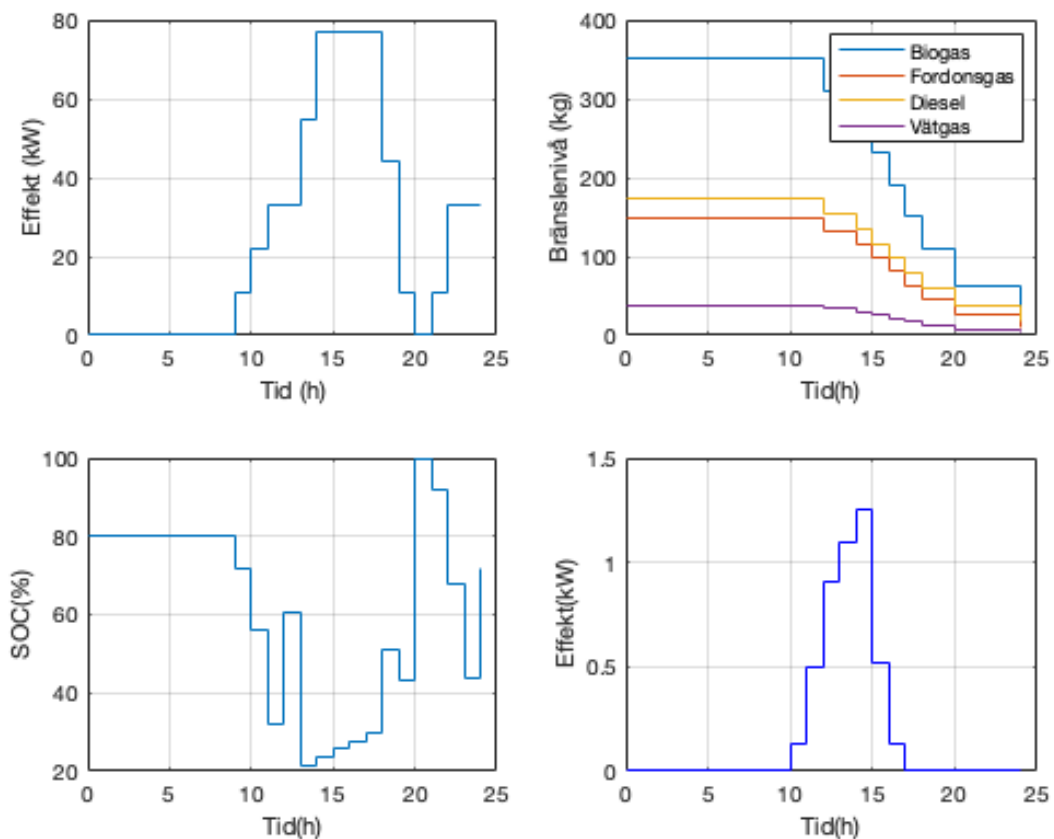 80
60
40
20
0
Effekt (kW)
0 5 10 15 20 25
Tid (h)
400
300
200
100
0
Bränslenivå (kg)
Biogas
Fordonsgas
Diesel
Vätgas
0 5 10 15 20 25
Tid(h)
100
80
60
40
20
SOC(%)
0 5 10 15 20 25
Tid(h)
1.5
1
0.5
0
Effekt(kW)
0 5 10 15 20 25
Tid(h)